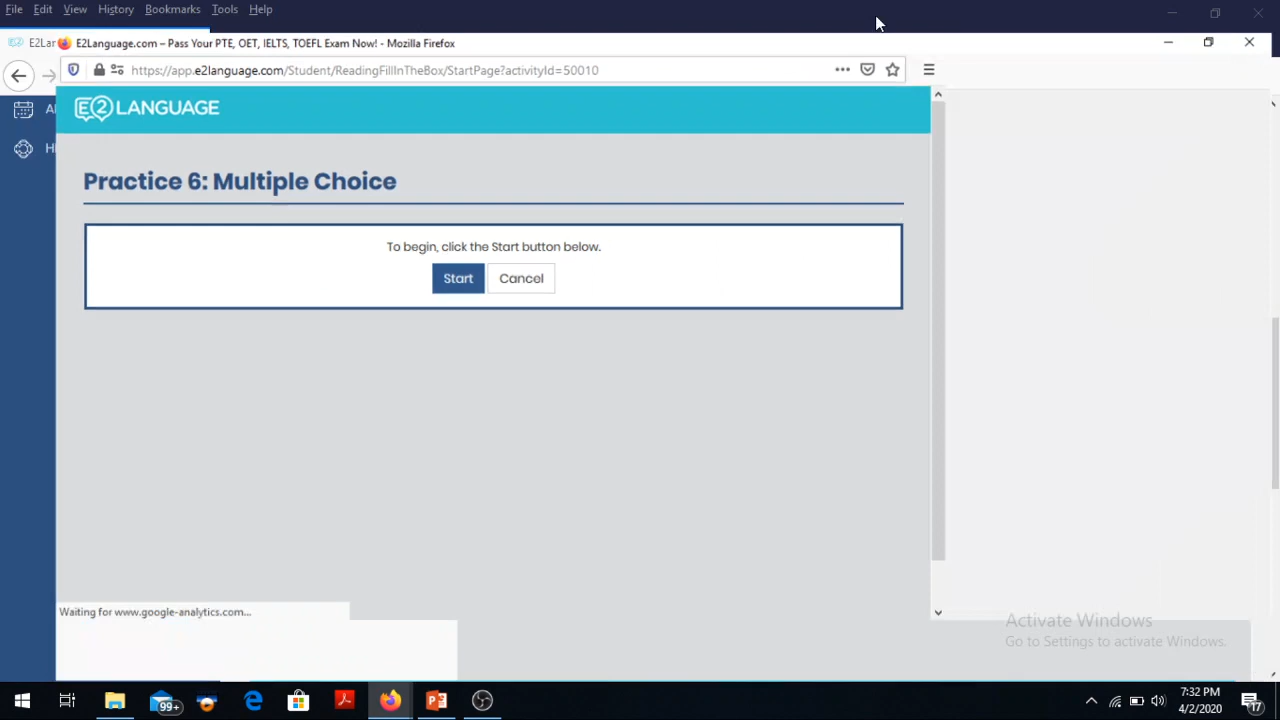 File Edit View History Bookmarks Tools Help
E2Lan
E2Language.com – Pass Your PTE, OET, IELTS, TOEFL Exam Now! - Mozilla Firefox
https://app.e2language.com/Student/ReadingFillInTheBox/StartPage?activityId=50010
E2 LANGUAGE
Practice 6: Multiple Choice
To begin, click the Start button below.
Start Cancel
Waiting for www.google-analytics.com...
Activate Windows
Go to Settings to activate Windows.
99+
7:32 PM
4/2/2020
17